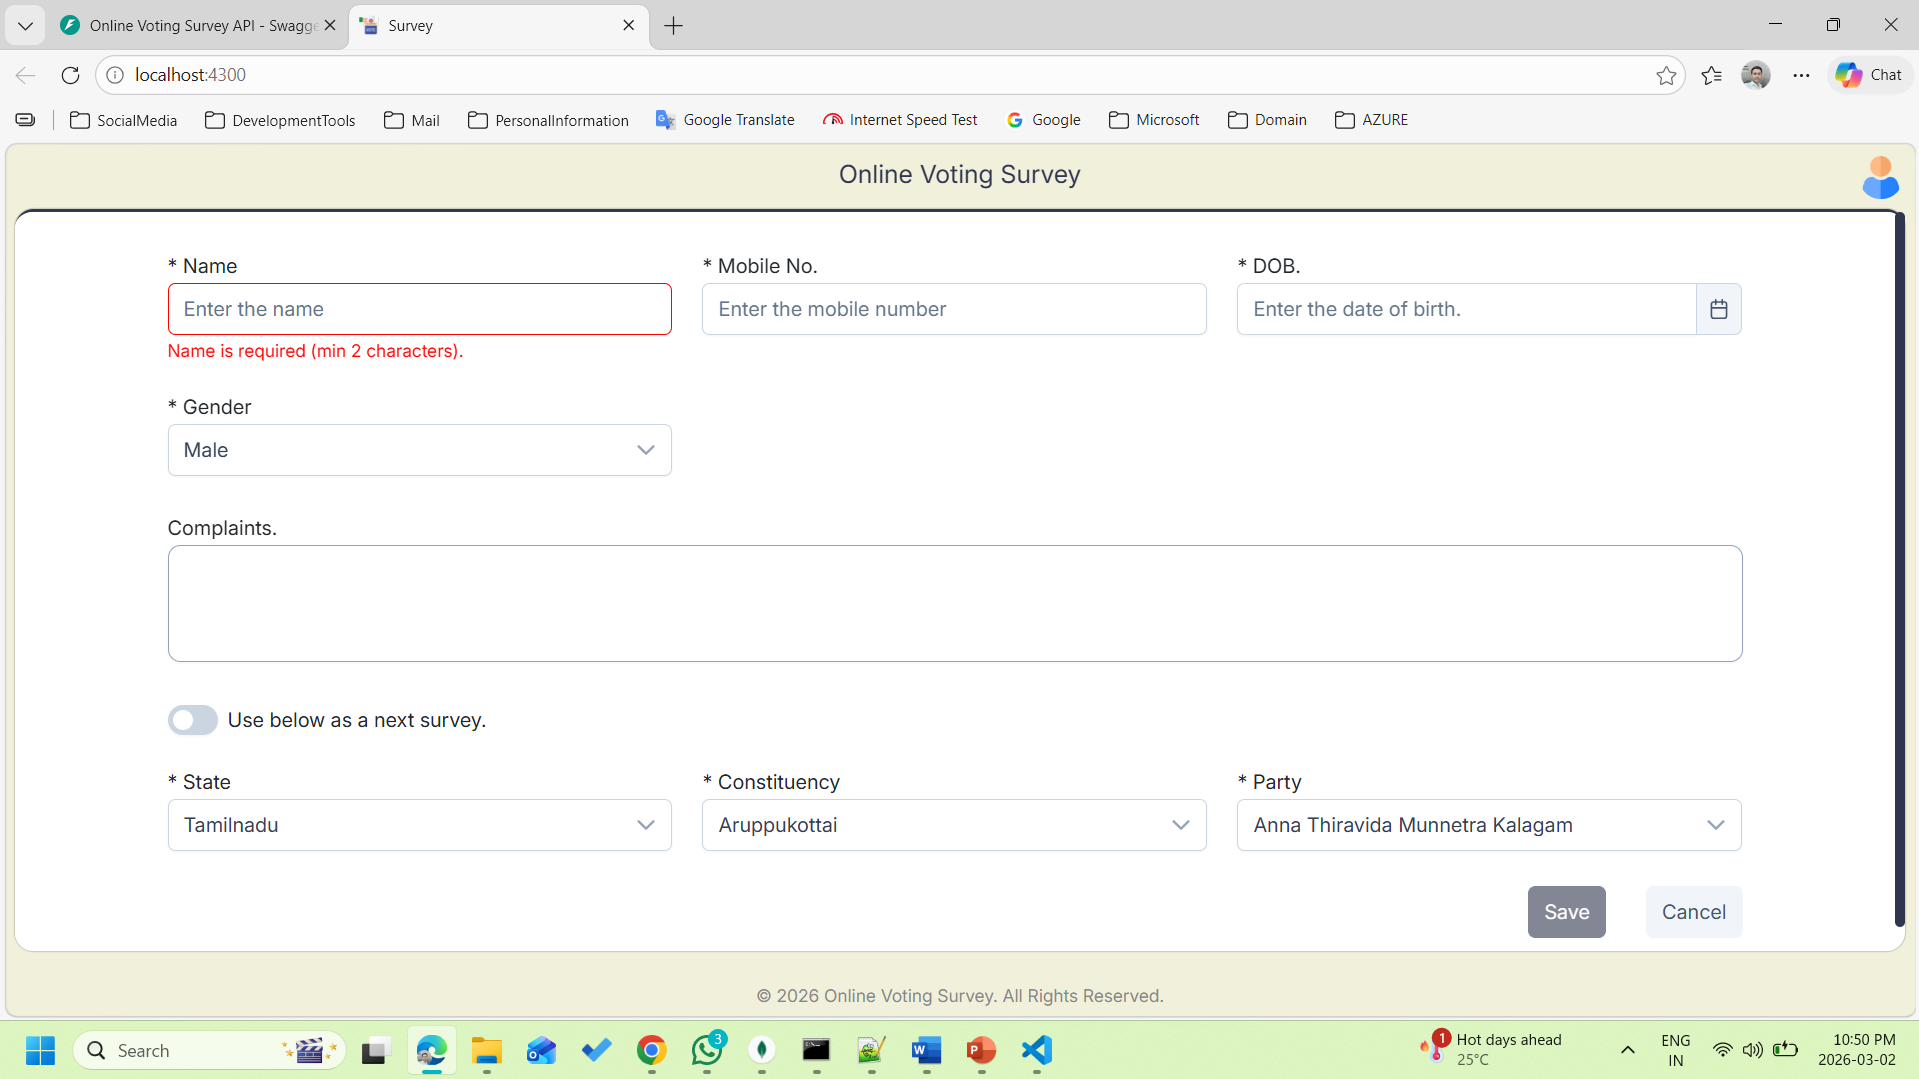 Online Voting Survey API - Swagge
Survey
localhost:4300
Chat
SocialMedia
DevelopmentTools
Mail
PersonalInformation
Google Translate
Internet Speed Test
Google
Microsoft
Domain
AZURE
Online Voting Survey
* Name
* Mobile No.
* DOB.
Enter the name
Enter the mobile number
Enter the date of birth.
Name is required (min 2 characters).
* Gender
Male
Complaints.
Use below as a next survey.
* State
* Constituency
* Party
Tamilnadu
Aruppukottai
Anna Thiravida Munnetra Kalagam
Save
Cancel
© 2026 Online Voting Survey. All Rights Reserved.
Search
3
1
Hot days ahead
25°C
ENG
IN
10:50 PM
2026-03-02